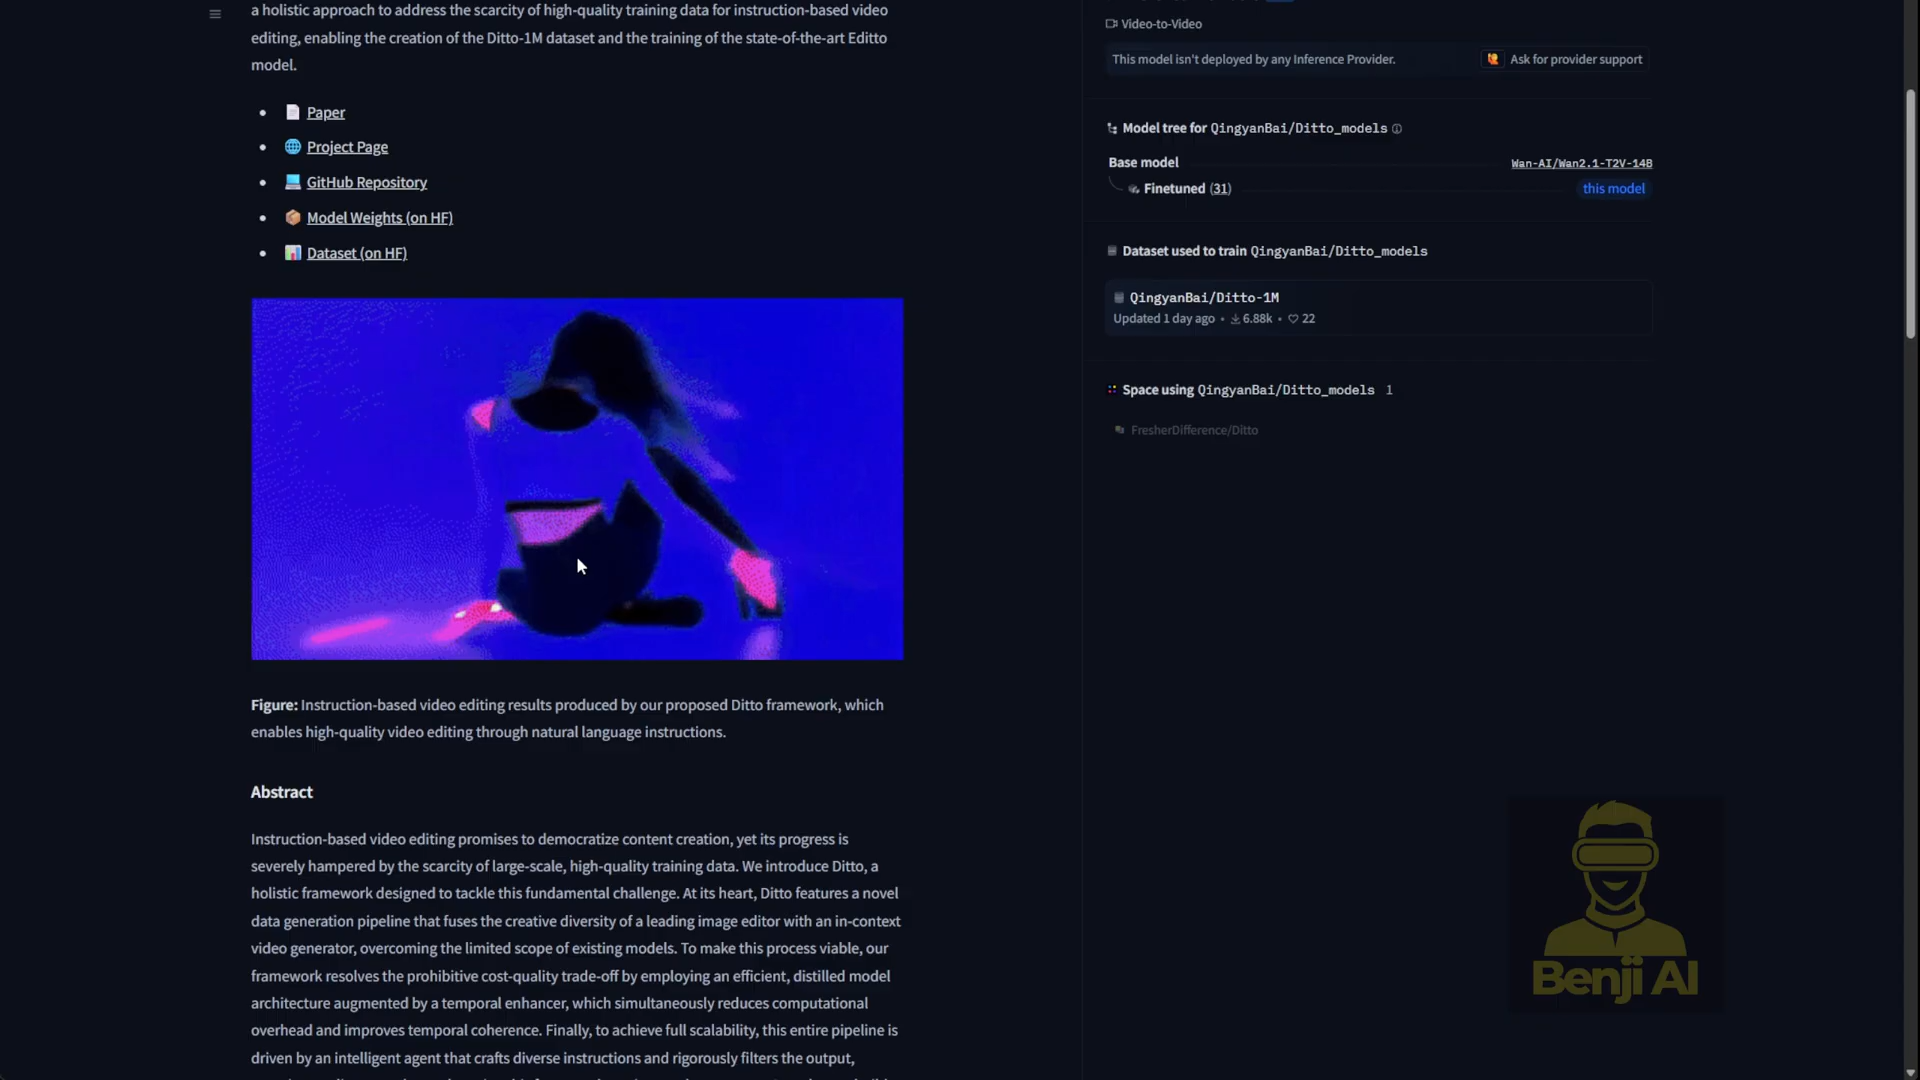 a holistic approach to address the scarcity of high-quality training data for instruction-based video
editing, enabling the creation of the Ditto-1M dataset and the training of the state-of-the-art Editto
model.
Paper
Project Page
GitHub Repository
Model Weights (on HF)
Dataset (on HF)
Figure: Instruction-based video editing results produced by our proposed Ditto framework, which
enables high-quality video editing through natural language instructions.
Abstract
Instruction-based video editing promises to democratize content creation, yet its progress is
severely hampered by the scarcity of large-scale, high-quality training data. We introduce Ditto, a
holistic framework designed to tackle this fundamental challenge. At its heart, Ditto features a novel
data generation pipeline that fuses the creative diversity of a leading image editor with an in-context
video generator, overcoming the limited scope of existing models. To make this process viable, our
framework resolves the prohibitive cost-quality trade-off by employing an efficient, distilled model
architecture augmented by a temporal enhancer, which simultaneously reduces computational
overhead and improves temporal coherence. Finally, to achieve full scalability, this entire pipeline is
driven by an intelligent agent that crafts diverse instructions and rigorously filters the output,
Video-to-Video
This model isn't deployed by any Inference Provider.
Ask for provider support
Model tree for QingyanBai/Ditto_models
Base model
Wan-AI/Wan2.1-T2V-14B
Finetuned (31)
this model
Dataset used to train QingyanBai/Ditto_models
QingyanBai/Ditto-1M
Updated 1 day ago • 6.88k • 22
Space using QingyanBai/Ditto_models 1
FresherDifference/Ditto
Benji AI